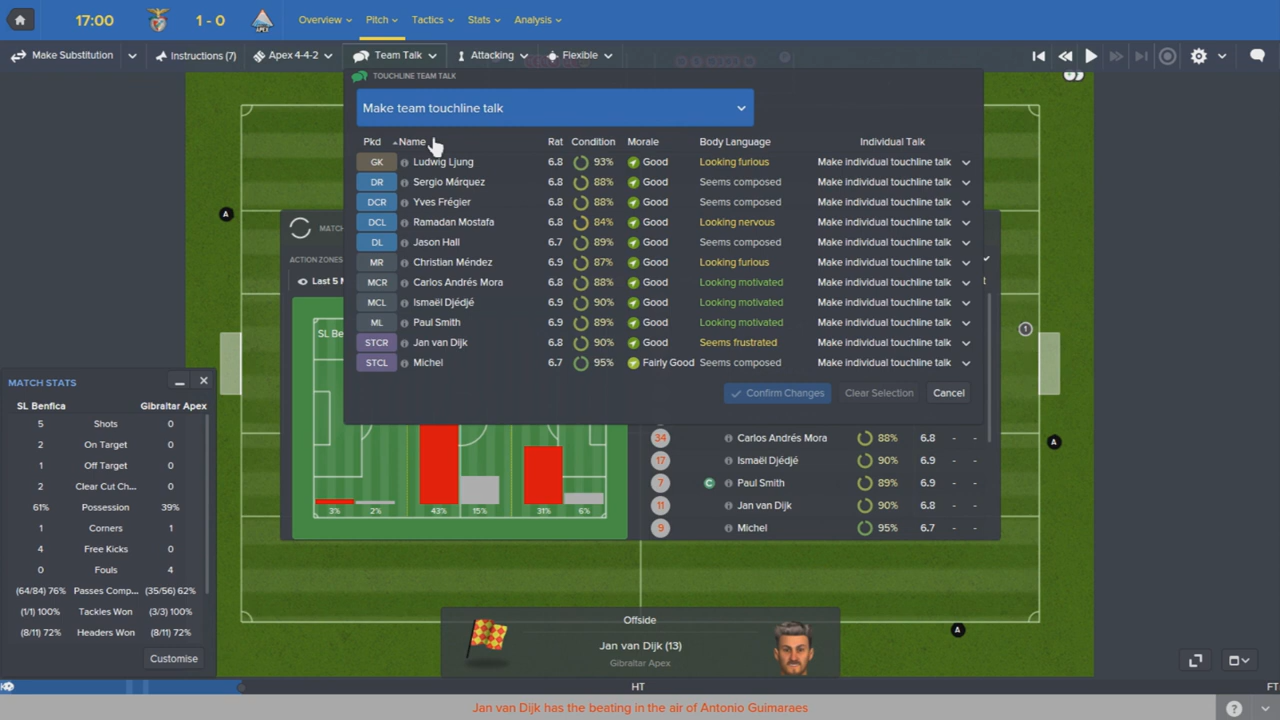 17:00 1 - 0 APEX Overview Pitch Tactics Stats Analysis
Make Substitution Instructions (7) Apex 4-4-2 Team Talk Attacking Flexible
TOUCHLINE TEAM TALK
Make team touchline talk
Pkd Name Rat Condition Morale Body Language Individual Talk
GK Ludwig Ljung 6.8 93% Good Looking furious Make individual touchline talk
DR Sergio Márquez 6.8 88% Good Seems composed Make individual touchline talk
DCR Yves Frégier 6.8 88% Good Seems composed Make individual touchline talk
DCL Ramadan Mostafa 6.8 84% Good Looking nervous Make individual touchline talk
DL Jason Hall 6.7 89% Good Seems composed Make individual touchline talk
MR Christian Méndez 6.9 87% Good Looking furious Make individual touchline talk
MCR Carlos Andrés Mora 6.8 88% Good Looking motivated Make individual touchline talk
MCL Ismaël Djédjé 6.9 90% Good Looking motivated Make individual touchline talk
ML Paul Smith 6.9 89% Good Looking motivated Make individual touchline talk
STCR Jan van Dijk 6.8 90% Good Seems frustrated Make individual touchline talk
STCL Michel 6.7 95% Fairly Good Seems composed Make individual touchline talk
Confirm Changes Clear Selection Cancel
MATCH
ACTION ZONES
Last 5 M
SL Be
3% 2% 43% 15% 31% 6%
34 Carlos Andrés Mora 88% 6.8 - -
17 Ismaël Djédjé 90% 6.9 - -
7 C Paul Smith 89% 6.9 - -
11 Jan van Dijk 90% 6.8 - -
9 Michel 95% 6.7 - -
A
1
A
A
MATCH STATS
SL Benfica Gibraltar Apex
5 Shots 0
2 On Target 0
1 Off Target 0
2 Clear Cut Ch... 0
61% Possession 39%
1 Corners 1
4 Free Kicks 0
0 Fouls 4
(64/84) 76% Passes Comp... (35/56) 62%
(1/1) 100% Tackles Won (3/3) 100%
(8/11) 72% Headers Won (8/11) 72%
Customise
Offside
Jan van Dijk (13)
Gibraltar Apex
HT FT
Jan van Dijk has the beating in the air of Antonio Guimaraes
?